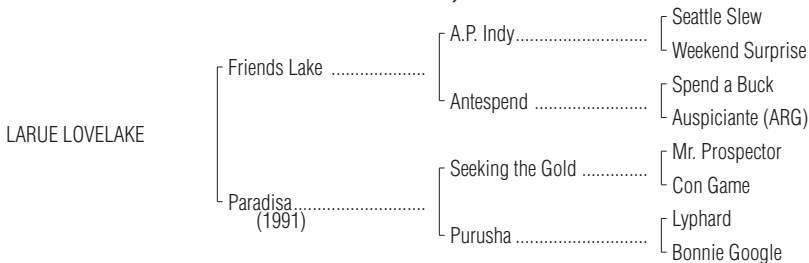 Seattle Slew
A.P. Indy............................
Weekend Surprise
Friends Lake ....................
Spend a Buck
Antespend ........................
Auspiciante (ARG)
LARUE LOVELAKE
Mr. Prospector
Seeking the Gold ..............
Con Game
Paradisa............................
(1991)
Lyphard
Purusha ............................
Bonnie Google